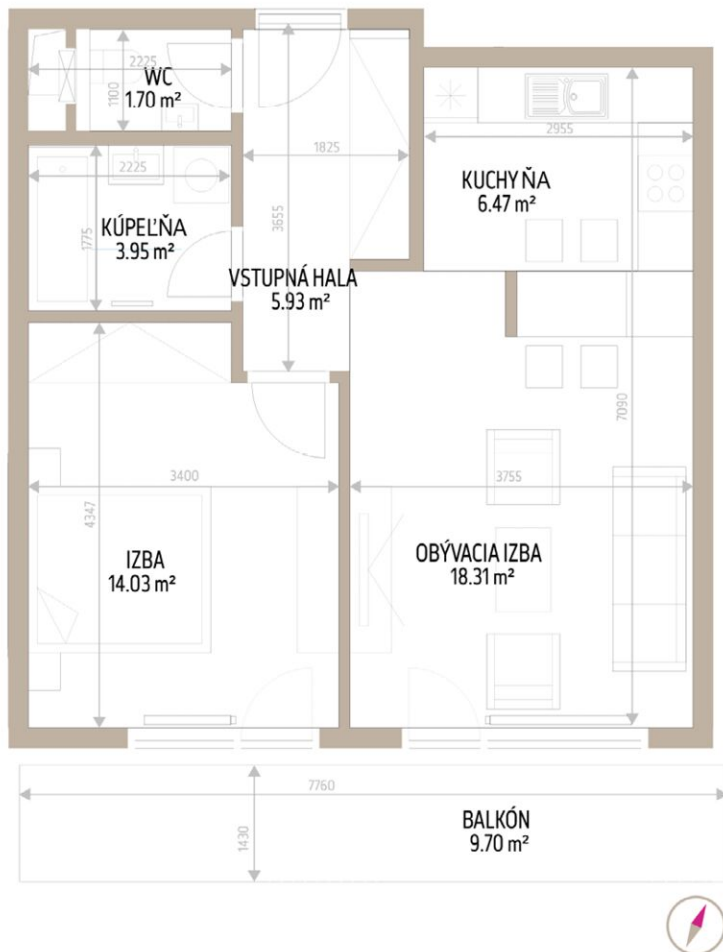 2225
WC
1.70 m²
1100
1825
2955
KUCHYŇA
6.47 m²
2225
KÚPEĽŇA
3.95 m²
1775
3655
VSTUPNÁ HALA
5.93 m²
7090
3400
3755
4347
IZBA
14.03 m²
OBÝVACIA IZBA
18.31 m²
7760
1430
BALKÓN
9.70 m²